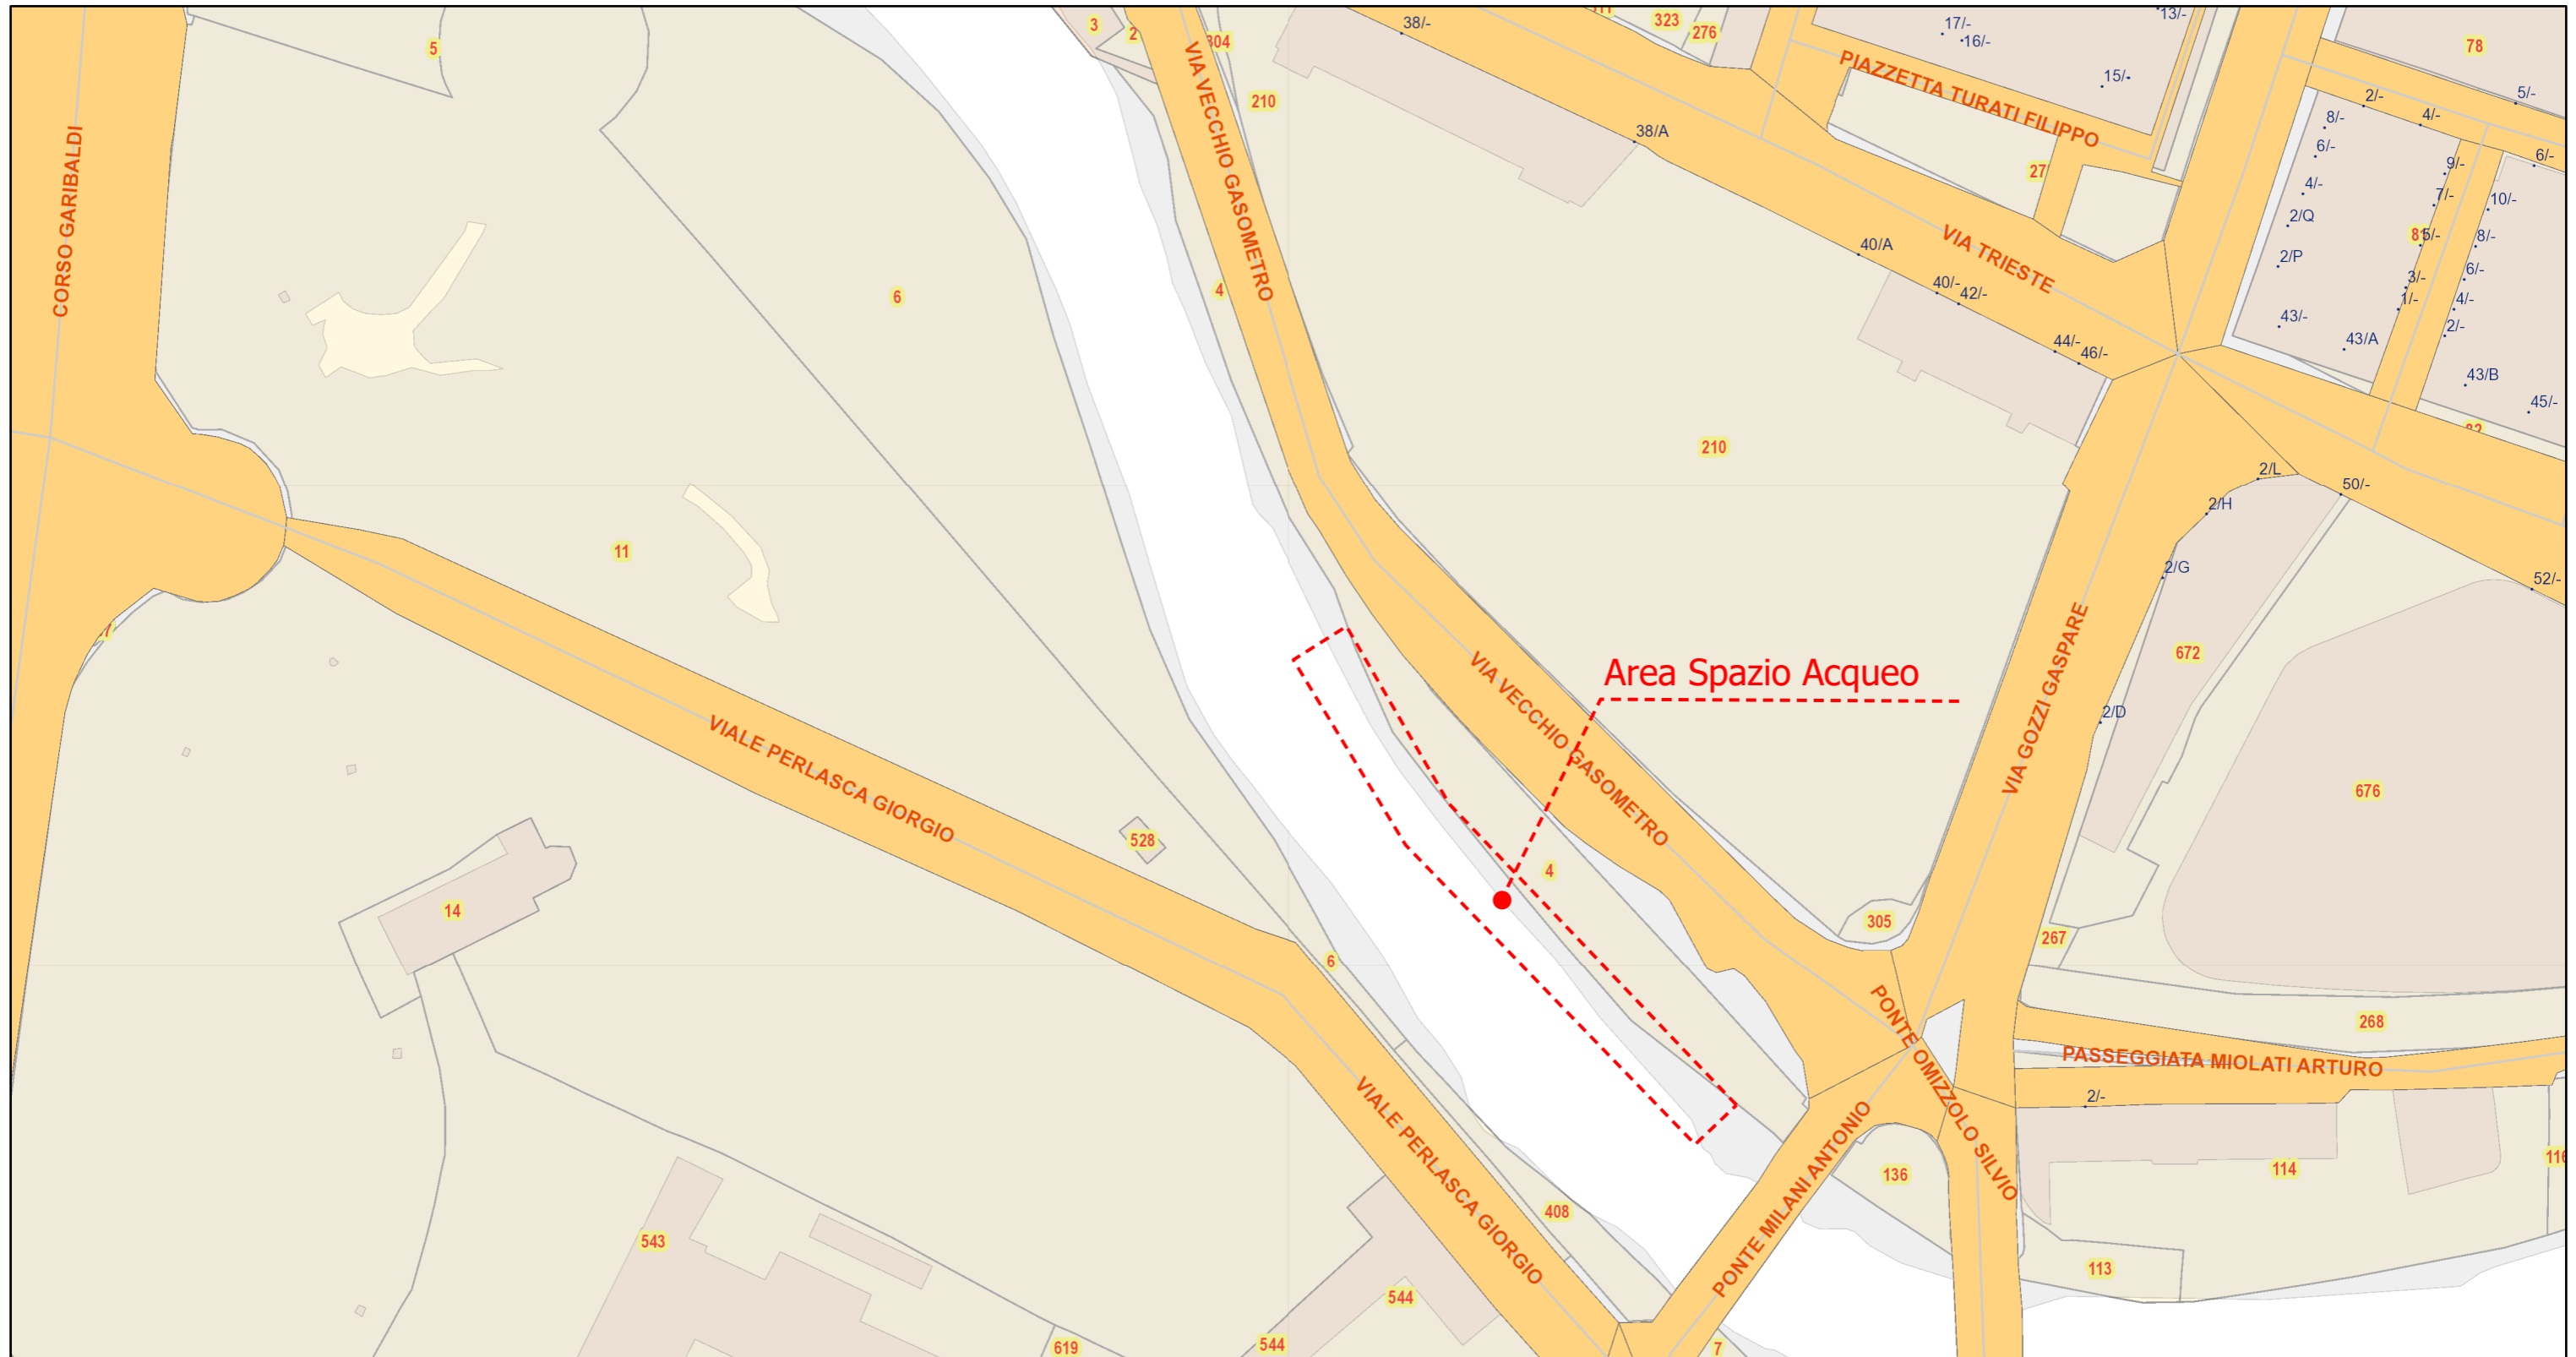 3
2
304
323
276
38/-
17/-
16/-
13/-
78
5
15/-
PIAZZETTA TURATI FILIPPO
210
2/-
5/-
8/-
4/-
38/A
6/-
9/-
6/-
CORSO GARIBALDI
VIA VECCHIO GASOMETRO
27
4/-
7/-
10/-
2/Q
5/-
8/-
40/A
VIA TRIESTE
2/P
6
4
40/-
42/-
3/-
6/-
1/-
4/-
43/-
2/-
44/-
46/-
43/A
43/B
45/-
210
2/L
50/-
2/H
11
2/G
52/-
672
Area Spazio Acqueo
VIA VECCHIO GASOMETRO
VIA GOZZI GASPARE
2/D
VIALE PERLASCA GIORGIO
676
528
4
14
305
267
6
PONTE OMIZZOLO SILVIO
268
PASSEGGIATA MIOLATI ARTURO
2/-
VIALE PERLASCA GIORGIO
PONTE MILANI ANTONIO
136
114
116
408
543
113
544
544
619
7